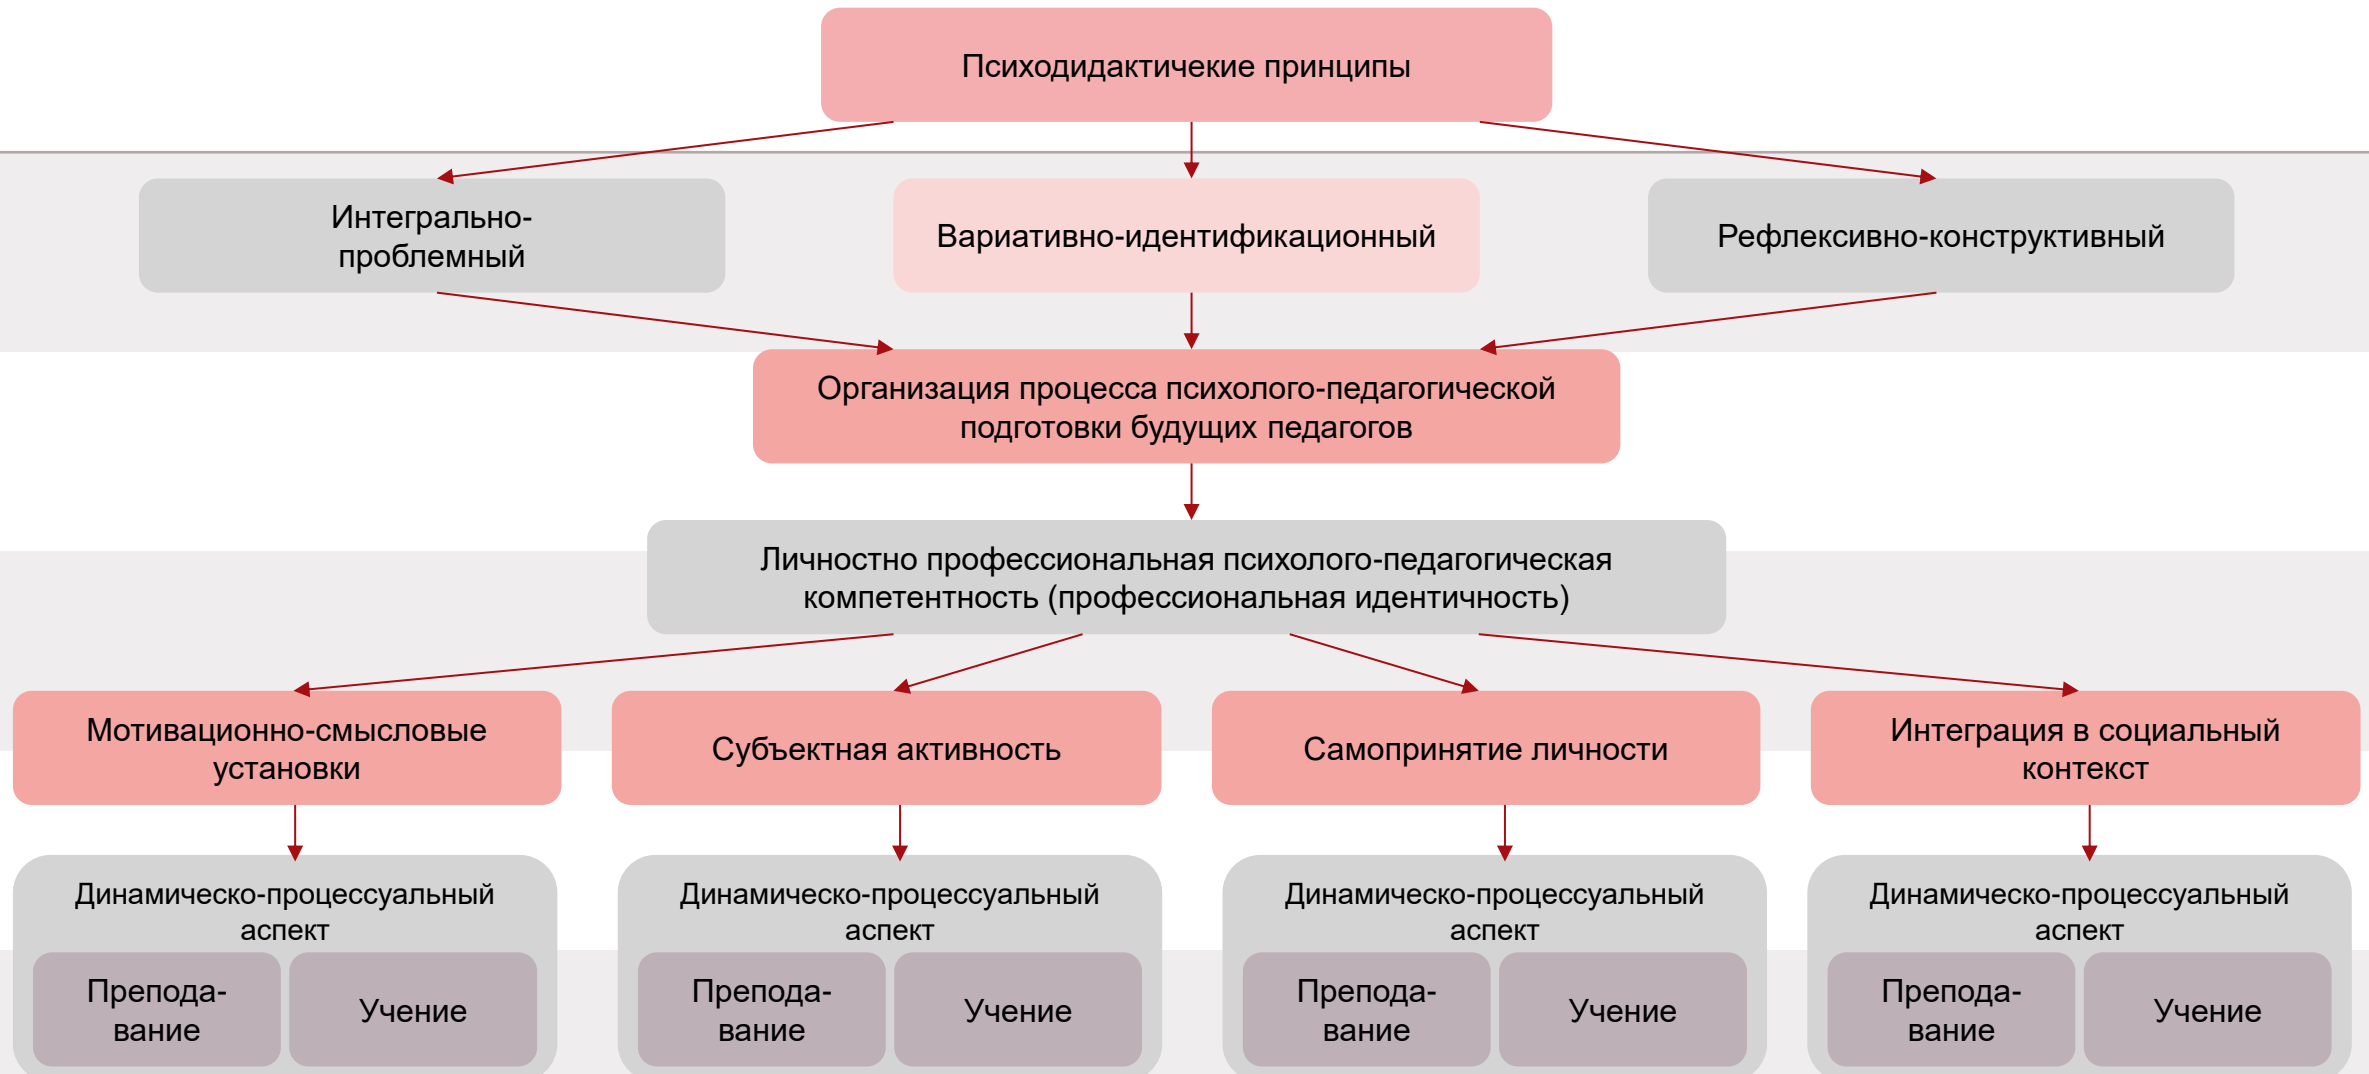 Психодидактичекие принципы
Интегрально-
проблемный
Вариативно-идентификационный
Рефлексивно-конструктивный
Организация процесса психолого-педагогической
подготовки будущих педагогов
Личностно профессиональная психолого-педагогическая
компетентность (профессиональная идентичность)
Мотивационно-смысловые
установки
Субъектная активность
Самопринятие личности
Интеграция в социальный
контекст
Динамическо-процессуальный
аспект
Препода-
вание
Учение
Динамическо-процессуальный
аспект
Препода-
вание
Учение
Динамическо-процессуальный
аспект
Препода-
вание
Учение
Динамическо-процессуальный
аспект
Препода-
вание
Учение